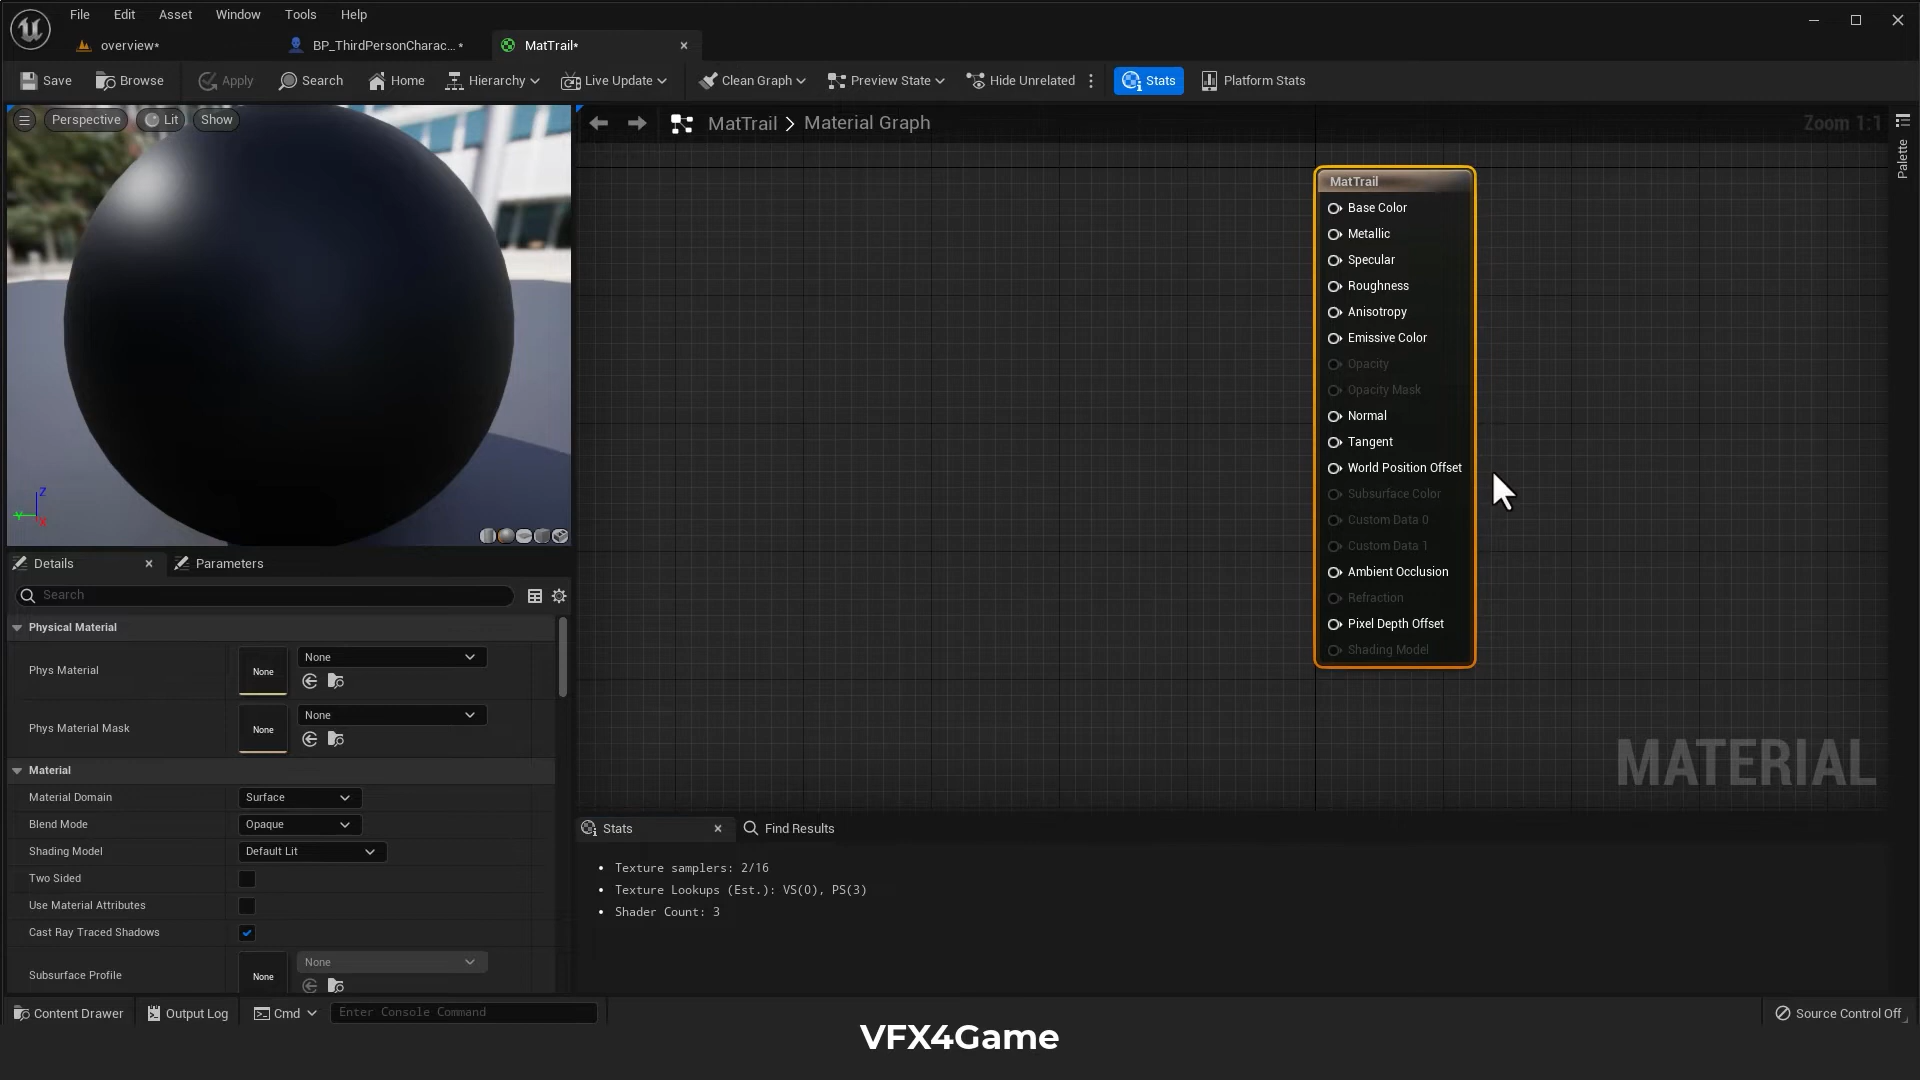 File Edit Asset Window Tools Help
overview* BP_ThirdPersonCharac... * MatTrail*
Save Browse Apply Search Home Hierarchy Live Update Clean Graph Preview State Hide Unrelated Stats Platform Stats
Perspective Lit Show
MatTrail > Material Graph
Zoom 1:1
Palette
MatTrail
Base Color
Metallic
Specular
Roughness
Anisotropy
Emissive Color
Opacity
Opacity Mask
Normal
Tangent
World Position Offset
Subsurface Color
Custom Data 0
Custom Data 1
Ambient Occlusion
Refraction
Pixel Depth Offset
Shading Model
MATERIAL
Z
Y
X
Details Parameters
Search
Physical Material
Phys Material None None
Phys Material Mask None None
Material
Material Domain Surface
Blend Mode Opaque
Shading Model Default Lit
Two Sided
Use Material Attributes
Cast Ray Traced Shadows
Subsurface Profile None None
Stats Find Results
• Texture samplers: 2/16
• Texture Lookups (Est.): VS(0), PS(3)
• Shader Count: 3
Content Drawer Output Log Cmd Enter Console Command Source Control Off
VFX4Game